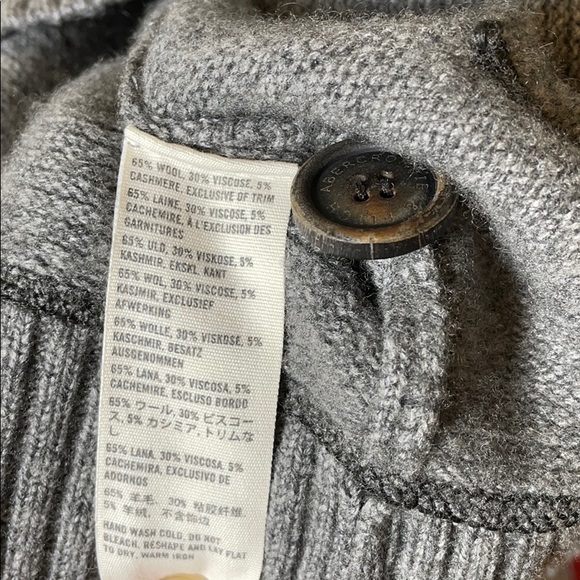 65% WOOL, 30% VISCOSE, 5%
CASHMERE, EXCLUSIVE OF TRIM
65% LAINE, 30% VISCOSE, 5%
CACHEMIRE, À L'EXCLUSION DES
GARNITURES
65% ULD, 30% VISCOSE, 5%
KASHMIR, EKSKL. KANT
65% WOL, 30% VISCOSE, 5%
KASJMIR, EXCLUSIEF
AFWERKING
65% WOLLE, 30% VISKOSE, 5%
KASCHMIR, BESATZ
AUSGENOMMEN
65% LANA, 30% VISCOSA, 5%
CACHEMIRE, ESCLUSO BORDO
65% ウール, 30% ビスコー
ス, 5% カシミア, トリムな
し
65% LANA, 30% VISCOSA, 5%
CACHEMIRA, EXCLUSIVO DE
ADORNOS
65% 羊毛, 30% 粘胶纤维,
5% 羊绒, 不含饰边
HAND WASH COLD, DO NOT
BLEACH, RESHAPE AND LAY FLAT
TO DRY, WARM IRON